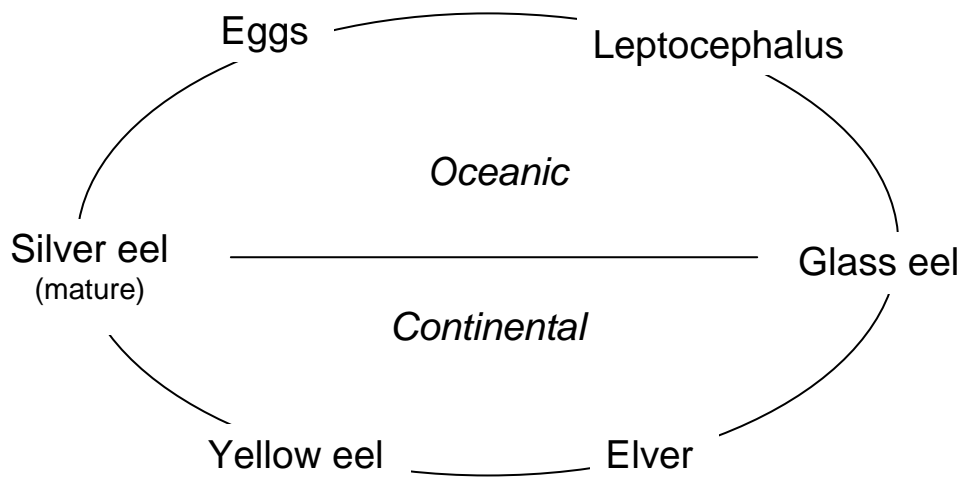 Eggs
Leptocephalus
Oceanic
Silver eel
(mature)
Glass eel
Continental
Yellow eel
Elver